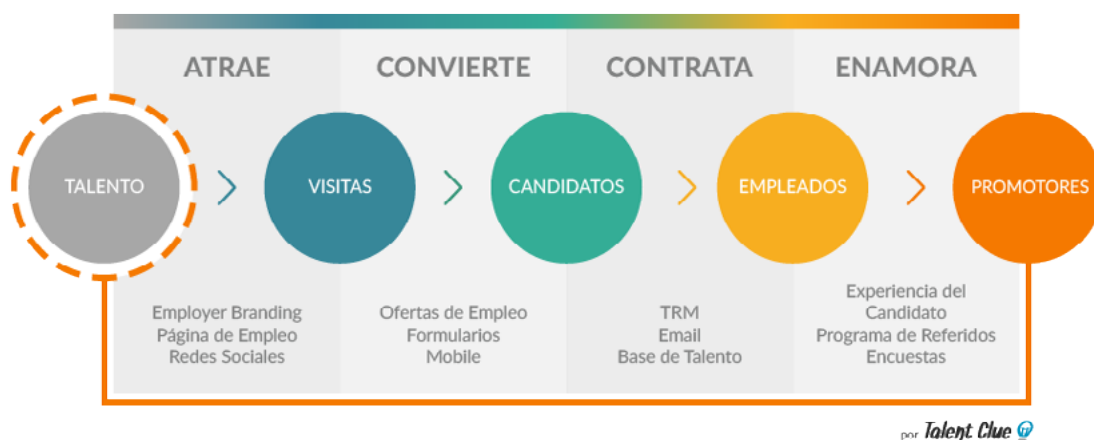 ATRAE
CONVIERTE
CONTRATA
ENAMORA
TALENTO
VISITAS
CANDIDATOS
EMPLEADOS
PROMOTORES
Employer Branding
Página de Empleo
Redes Sociales
Ofertas de Empleo
Formularios
Mobile
TRM
Email
Base de Talento
Experiencia del
Candidato
Programa de Referidos
Encuestas
por Talent Clue